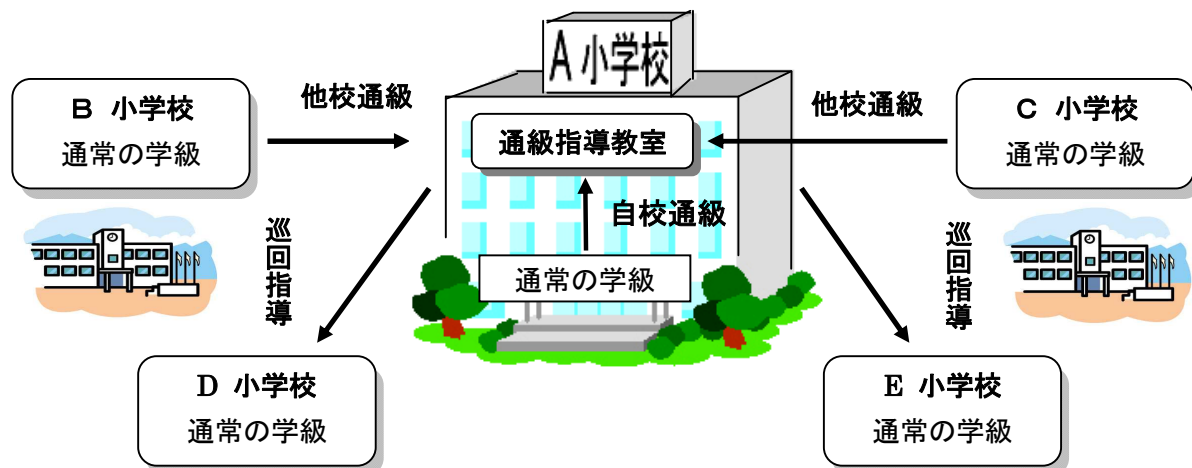 A 小学校
B 小学校
通常の学級
他校通級
通級指導教室
他校通級
C 小学校
通常の学級
自校通級
通常の学級
巡回指導
巡回指導
D 小学校
通常の学級
E 小学校
通常の学級